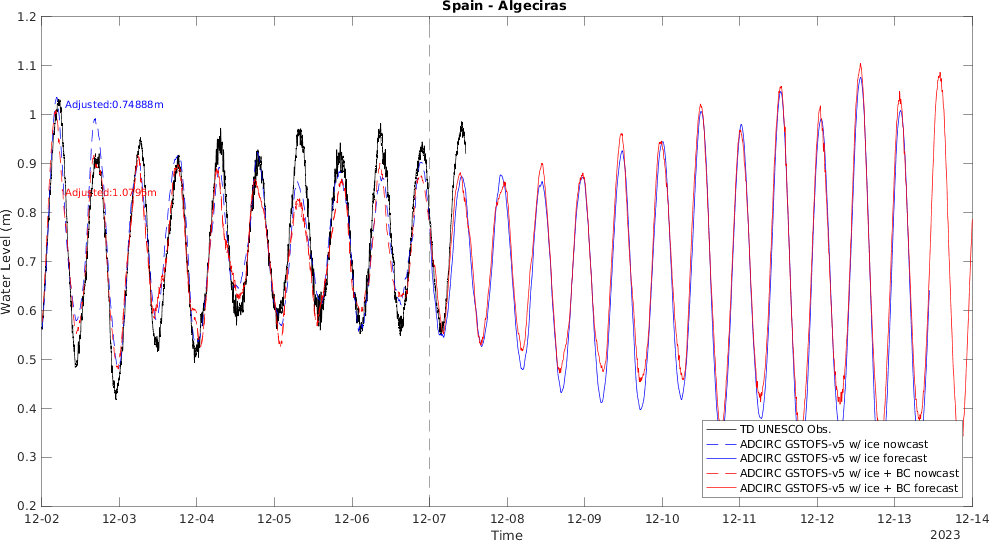 Spain - Algeciras
1.2
1.1
1
0.9
0.8
0.7
0.6
0.5
0.4
0.3
0.2
Water Level (m)
Adjusted:0.74888m
Adjusted:1.0795m
TD UNESCO Obs.
ADCIRC GSTOFS-v5 w/ ice nowcast
ADCIRC GSTOFS-v5 w/ ice forecast
ADCIRC GSTOFS-v5 w/ ice + BC nowcast
ADCIRC GSTOFS-v5 w/ ice + BC forecast
12-02 12-03 12-04 12-05 12-06 12-07 12-08 12-09 12-10 12-11 12-12 12-13 12-14
Time
2023